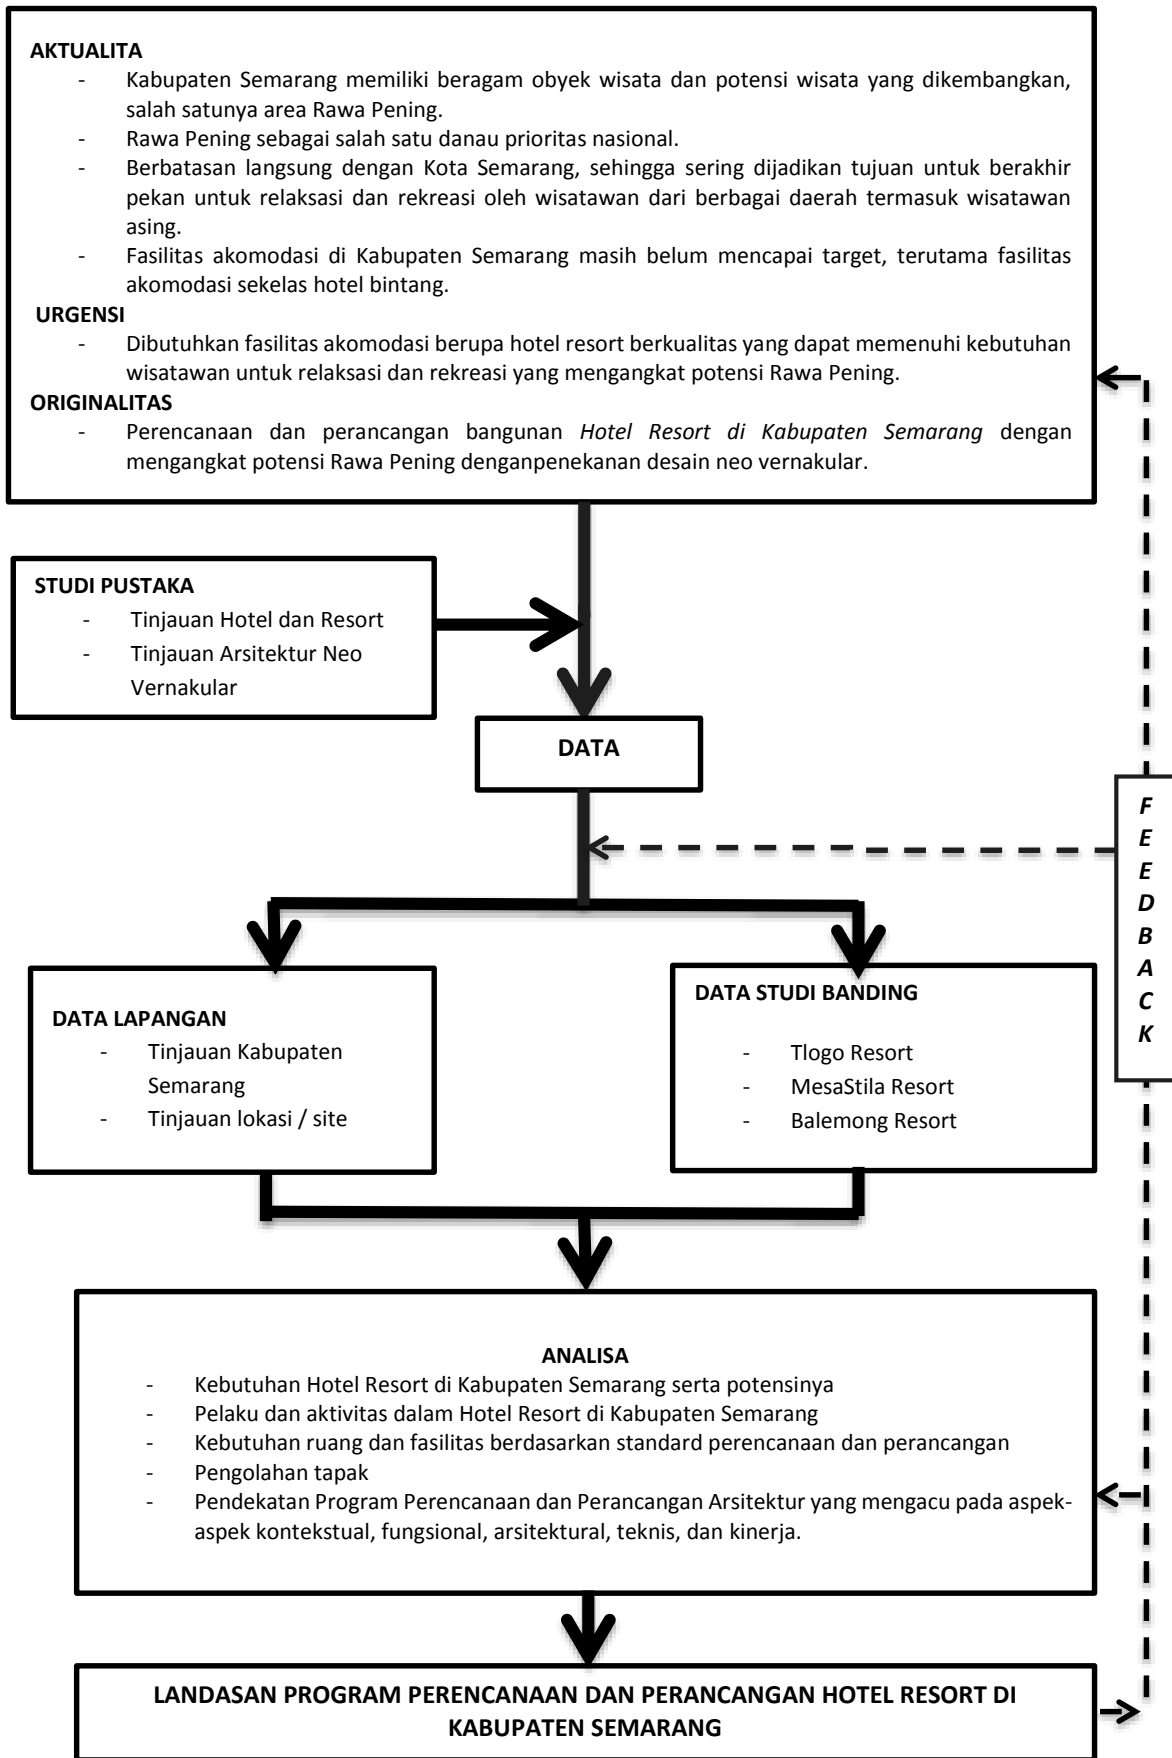 AKTUALITA
- Kabupaten Semarang memiliki beragam obyek wisata dan potensi wisata yang dikembangkan,
salah satunya area Rawa Pening.
- Rawa Pening sebagai salah satu danau prioritas nasional.
- Berbatasan langsung dengan Kota Semarang, sehingga sering dijadikan tujuan untuk berakhir
pekan untuk relaksasi dan rekreasi oleh wisatawan dari berbagai daerah termasuk wisatawan
asing.
- Fasilitas akomodasi di Kabupaten Semarang masih belum mencapai target, terutama fasilitas
akomodasi sekelas hotel bintang.
URGENSI
- Dibutuhkan fasilitas akomodasi berupa hotel resort berkualitas yang dapat memenuhi kebutuhan
wisatawan untuk relaksasi dan rekreasi yang mengangkat potensi Rawa Pening.
ORIGINALITAS
- Perencanaan dan perancangan bangunan Hotel Resort di Kabupaten Semarang dengan
mengangkat potensi Rawa Pening denganpenekanan desain neo vernakular.
STUDI PUSTAKA
- Tinjauan Hotel dan Resort
- Tinjauan Arsitektur Neo
Vernakular
DATA
F
E
E
D
B
A
C
K
DATA LAPANGAN
- Tinjauan Kabupaten
Semarang
- Tinjauan lokasi / site
DATA STUDI BANDING
- Tlogo Resort
- MesaStila Resort
- Balemong Resort
ANALISA
- Kebutuhan Hotel Resort di Kabupaten Semarang serta potensinya
- Pelaku dan aktivitas dalam Hotel Resort di Kabupaten Semarang
- Kebutuhan ruang dan fasilitas berdasarkan standard perencanaan dan perancangan
- Pengolahan tapak
- Pendekatan Program Perencanaan dan Perancangan Arsitektur yang mengacu pada aspek-
aspek kontekstual, fungsional, arsitektural, teknis, dan kinerja.
LANDASAN PROGRAM PERENCANAAN DAN PERANCANGAN HOTEL RESORT DI
KABUPATEN SEMARANG